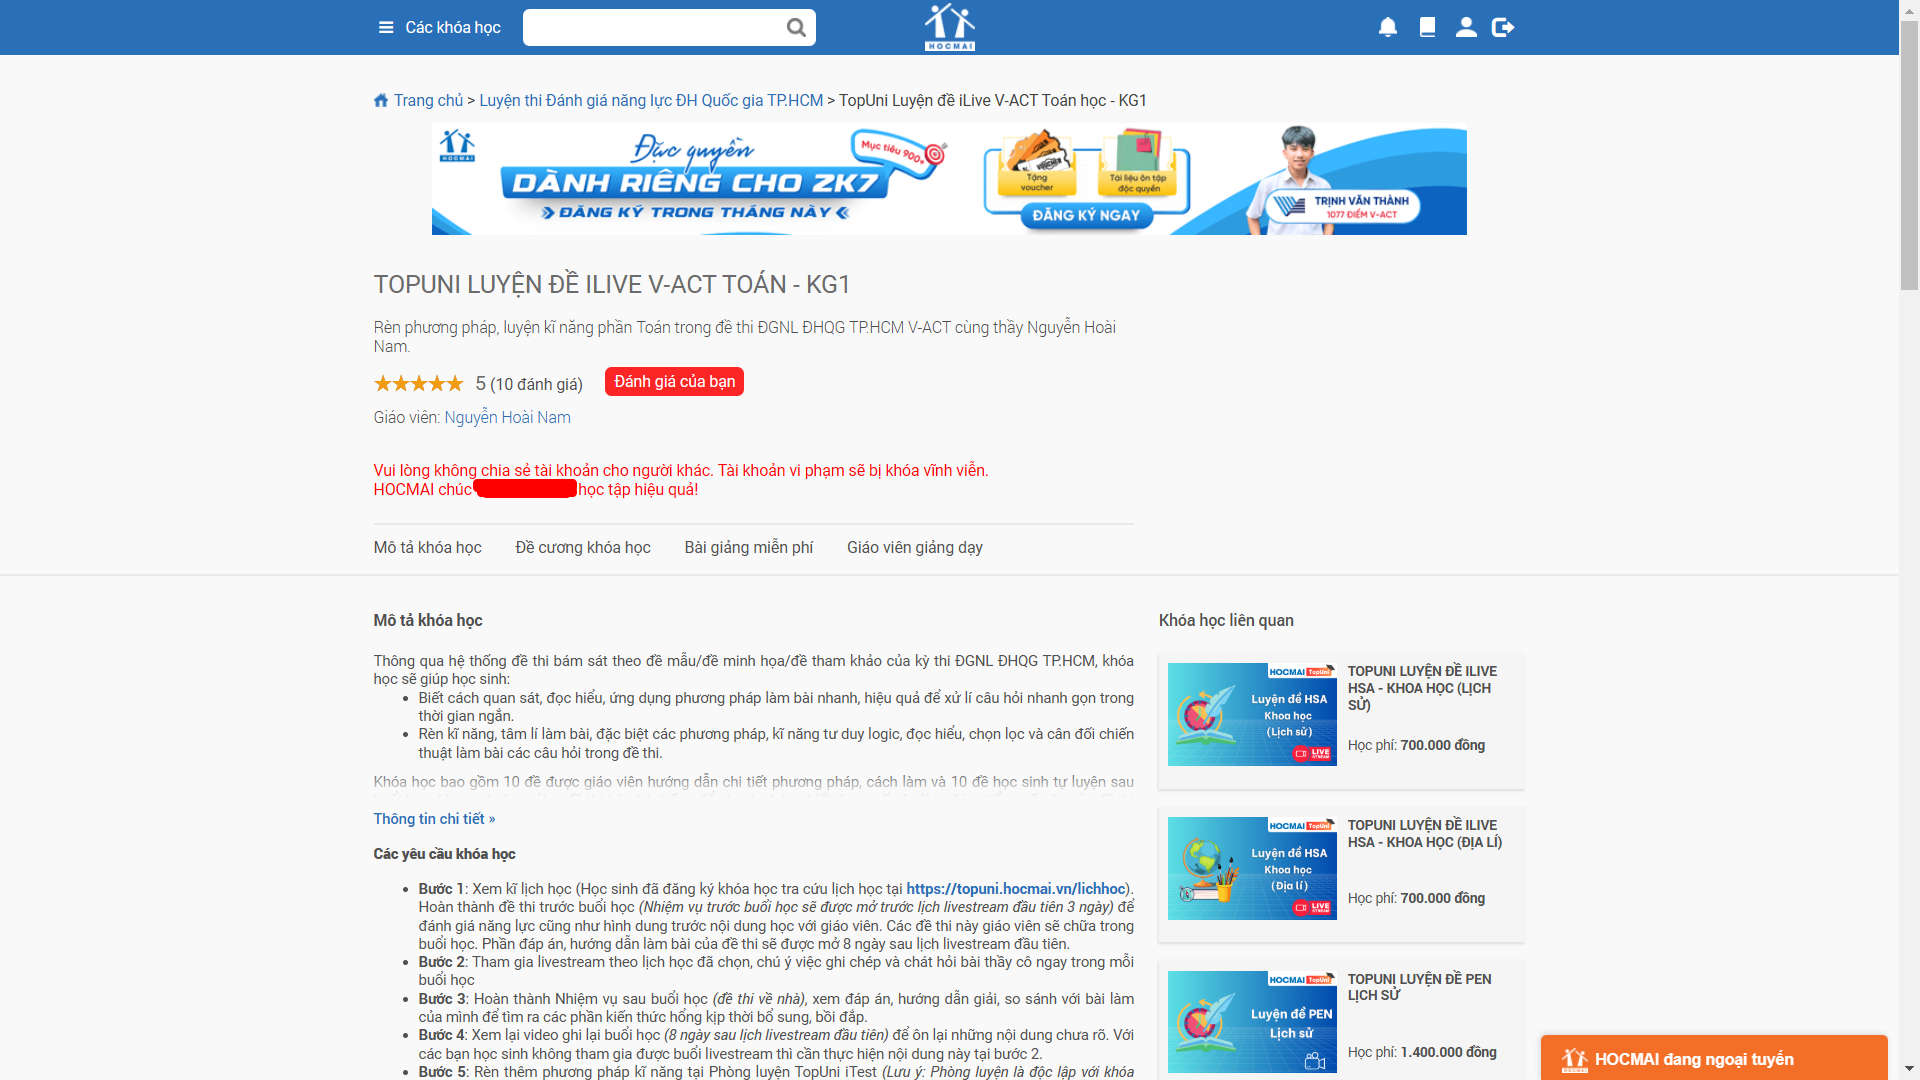 Các khóa học
HOCMAI
Trang chủ > Luyện thi Đánh giá năng lực ĐH Quốc gia TP.HCM > TopUni Luyện đề iLive V-ACT Toán học - KG1
HOCMAI
Đặc quyền
DÀNH RIÊNG CHO 2K7
ĐĂNG KÝ TRONG THÁNG NÀY
Mục tiêu 900+
Tặng voucher
Tài liệu ôn tập độc quyền
ĐĂNG KÝ NGAY
TRỊNH VĂN THÀNH
1077 ĐIỂM V-ACT
TOPUNI LUYỆN ĐỀ ILIVE V-ACT TOÁN - KG1
Rèn phương pháp, luyện kĩ năng phần Toán trong đề thi ĐGNL ĐHQG TP.HCM V-ACT cùng thầy Nguyễn Hoài
Nam.
5 (10 đánh giá) Đánh giá của bạn
Giáo viên: Nguyễn Hoài Nam
Vui lòng không chia sẻ tài khoản cho người khác. Tài khoản vi phạm sẽ bị khóa vĩnh viễn.
HOCMAI chúc học tập hiệu quả!
Mô tả khóa học Đề cương khóa học Bài giảng miễn phí Giáo viên giảng dạy
Mô tả khóa học
Thông qua hệ thống đề thi bám sát theo đề mẫu/đề minh họa/đề tham khảo của kỳ thi ĐGNL ĐHQG TP.HCM, khóa
học sẽ giúp học sinh:
• Biết cách quan sát, đọc hiểu, ứng dụng phương pháp làm bài nhanh, hiệu quả để xử lí câu hỏi nhanh gọn trong
thời gian ngắn.
• Rèn kĩ năng, tâm lí làm bài, đặc biệt các phương pháp, kĩ năng tư duy logic, đọc hiểu, chọn lọc và cân đối chiến
thuật làm bài các câu hỏi trong đề thi.
Khóa học bao gồm 10 đề được giáo viên hướng dẫn chi tiết phương pháp, cách làm và 10 đề học sinh tự luyện sau
Thông tin chi tiết »
Các yêu cầu khóa học
• Bước 1: Xem kĩ lịch học (Học sinh đã đăng ký khóa học tra cứu lịch học tại https://topuni.hocmai.vn/lichhoc).
Hoàn thành đề thi trước buổi học (Nhiệm vụ trước buổi học sẽ được mở trước lịch livestream đầu tiên 3 ngày) để
đánh giá năng lực cũng như hình dung trước nội dung học với giáo viên. Các đề thi này giáo viên sẽ chữa trong
buổi học. Phần đáp án, hướng dẫn làm bài của đề thi sẽ được mở 8 ngày sau lịch livestream đầu tiên.
• Bước 2: Tham gia livestream theo lịch học đã chọn, chú ý việc ghi chép và chát hỏi bài thầy cô ngay trong mỗi
buổi học
• Bước 3: Hoàn thành Nhiệm vụ sau buổi học (đề thi về nhà), xem đáp án, hướng dẫn giải, so sánh với bài làm
của mình để tìm ra các phần kiến thức hổng kịp thời bổ sung, bồi đắp.
• Bước 4: Xem lại video ghi lại buổi học (8 ngày sau lịch livestream đầu tiên) để ôn lại những nội dung chưa rõ. Với
các bạn học sinh không tham gia được buổi livestream thì cần thực hiện nội dung này tại bước 2.
• Bước 5: Rèn thêm phương pháp kĩ năng tại Phòng luyện TopUni iTest (Lưu ý: Phòng luyện là độc lập với khóa
Khóa học liên quan
HOCMAI TopUni
Luyện đề HSA
Khoa học
(Lịch sử)
LIVE STREAM
TOPUNI LUYỆN ĐỀ ILIVE
HSA - KHOA HỌC (LỊCH
SỬ)
Học phí: 700.000 đồng
HOCMAI TopUni
Luyện đề HSA
Khoa học
(Địa lí)
LIVE STREAM
TOPUNI LUYỆN ĐỀ ILIVE
HSA - KHOA HỌC (ĐỊA LÍ)
Học phí: 700.000 đồng
HOCMAI TopUni
Luyện đề PEN
Lịch sử
TOPUNI LUYỆN ĐỀ PEN
LỊCH SỬ
Học phí: 1.400.000 đồng
HOCMAI đang ngoại tuyến